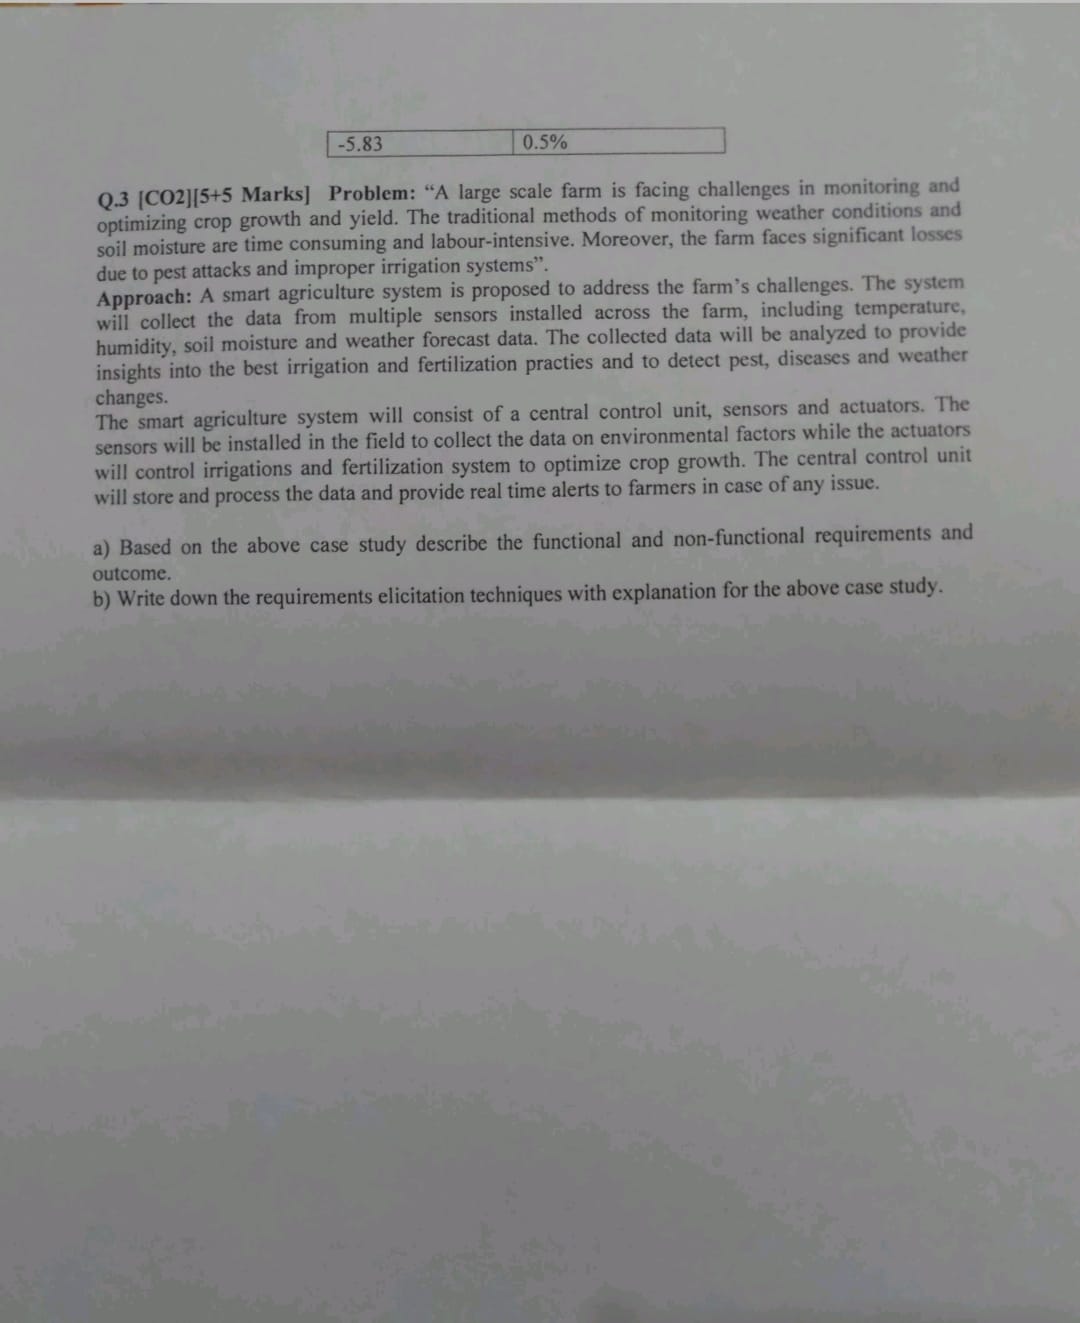 -5.83 0.5%
Q.3 [CO2][5+5 Marks] Problem: “A large scale farm is facing challenges in monitoring and
optimizing crop growth and yield. The traditional methods of monitoring weather conditions and
soil moisture are time consuming and labour-intensive. Moreover, the farm faces significant losses
due to pest attacks and improper irrigation systems”.
Approach: A smart agriculture system is proposed to address the farm’s challenges. The system
will collect the data from multiple sensors installed across the farm, including temperature,
humidity, soil moisture and weather forecast data. The collected data will be analyzed to provide
insights into the best irrigation and fertilization practies and to detect pest, diseases and weather
changes.
The smart agriculture system will consist of a central control unit, sensors and actuators. The
sensors will be installed in the field to collect the data on environmental factors while the actuators
will control irrigations and fertilization system to optimize crop growth. The central control unit
will store and process the data and provide real time alerts to farmers in case of any issue.
a) Based on the above case study describe the functional and non-functional requirements and
outcome.
b) Write down the requirements elicitation techniques with explanation for the above case study.